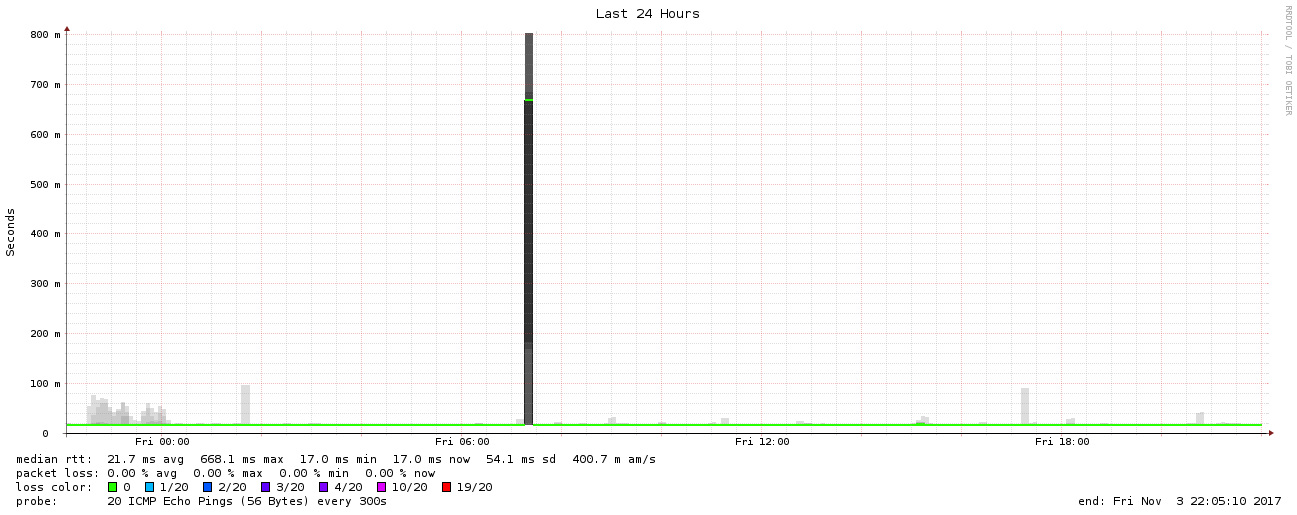 Last 24 Hours
RRDTOOL / TOBI OETIKER
800 m
700 m
600 m
500 m
400 m
300 m
200 m
100 m
0
Seconds
Fri 00:00 Fri 06:00 Fri 12:00 Fri 18:00
median rtt: 21.7 ms avg 668.1 ms max 17.0 ms min 17.0 ms now 54.1 ms sd 400.7 m am/s
packet loss: 0.00 % avg 0.00 % max 0.00 % min 0.00 % now
loss color: 0 1/20 2/20 3/20 4/20 10/20 19/20
probe: 20 ICMP Echo Pings (56 Bytes) every 300s end: Fri Nov 3 22:05:10 2017